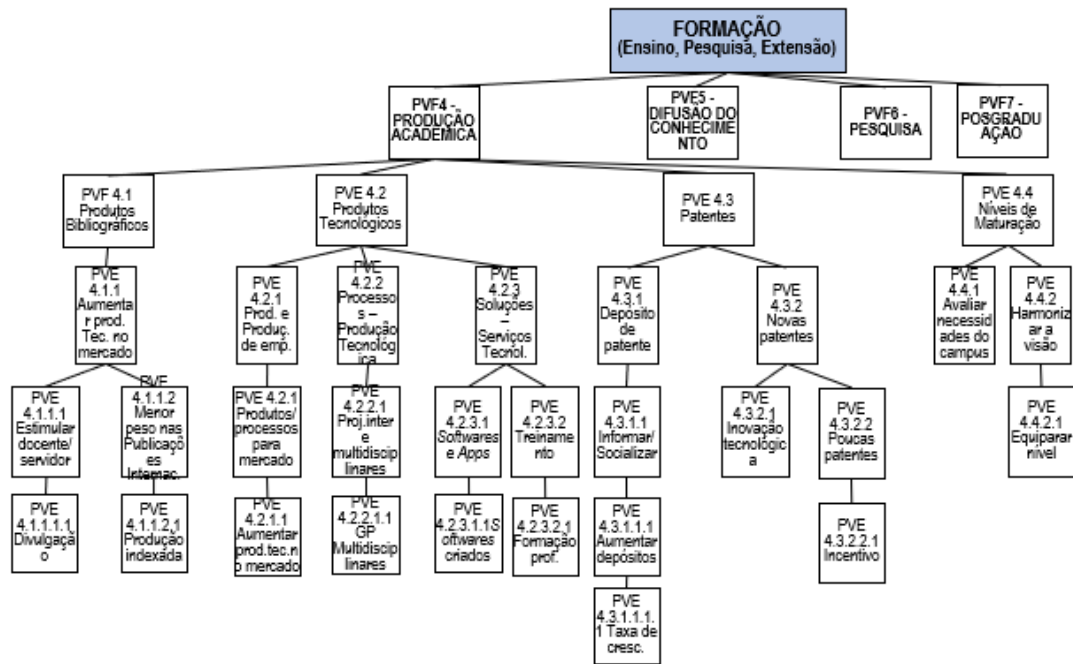 FORMAÇÃO
(Ensino, Pesquisa, Extensão)
PVF4 -
PRODUÇÃO
ACADÊMICA
PVE5 -
DIFUSÃO DO
CONHECIME
NTO
PVF6 -
PESQUISA
PVF7 -
POSGRADU
AÇAO
PVF 4.1
Produtos
Bibliográficos
PVE 4.2
Produtos
Tecnológicos
PVE 4.3
Patentes
PVE 4.4
Níveis de
Maturação
PVE
4.1.1
Aumenta
r prod.
Tec. no
mercado
PVE
4.2.1
Prod. e
Produç.
de emp.
PVE
4.2.2
Processo
s –
Produção
Tecnológ
ica
PVE
4.2.3
Soluções
–
Serviços
Tecnol.
PVE
4.3.1
Depósito
de
patente
PVE
4.3.2
Novas
patentes
PVE
4.4.1
Avaliar
necessid
ades do
campus
PVE
4.4.2
Harmoni
zar a
visão
PVE
4.1.1.1
Estimular
docente/
servidor
PVE
4.1.1.2
Menor
peso nas
Publicaçõ
es
Internac.
PVE 4.2.1
Produtos/
processos
para
mercado
PVE
4.2.2.1
Proj.inter e
multidiscip
linares
PVE
4.2.3.1
Softwares
e Apps
PVE
4.2.3.2
Treiname
nto
PVE
4.3.1.1
Informar/
Socializar
PVE
4.3.2.1
Inovação
tecnológic
a
PVE
4.3.2.2
Poucas
patentes
PVE
4.4.2.1
Equiparar
nível
PVE
4.1.1.1.1
Divulgaçã
o
PVE
4.1.1.2.1
Produção
indexada
PVE
4.2.1.1
Aumentar
prod.tec.n
o mercado
PVE
4.2.2.1.1
GP
Multidiscip
linares
PVE
4.2.3.1.1S
oftwares
criados
PVE
4.2.3.2.1
Formação
prof.
PVE
4.3.1.1.1
Aumentar
depósitos
PVE
4.3.2.2.1
Incentivo
PVE
4.3.1.1.1.
1 Taxa de
cresc.